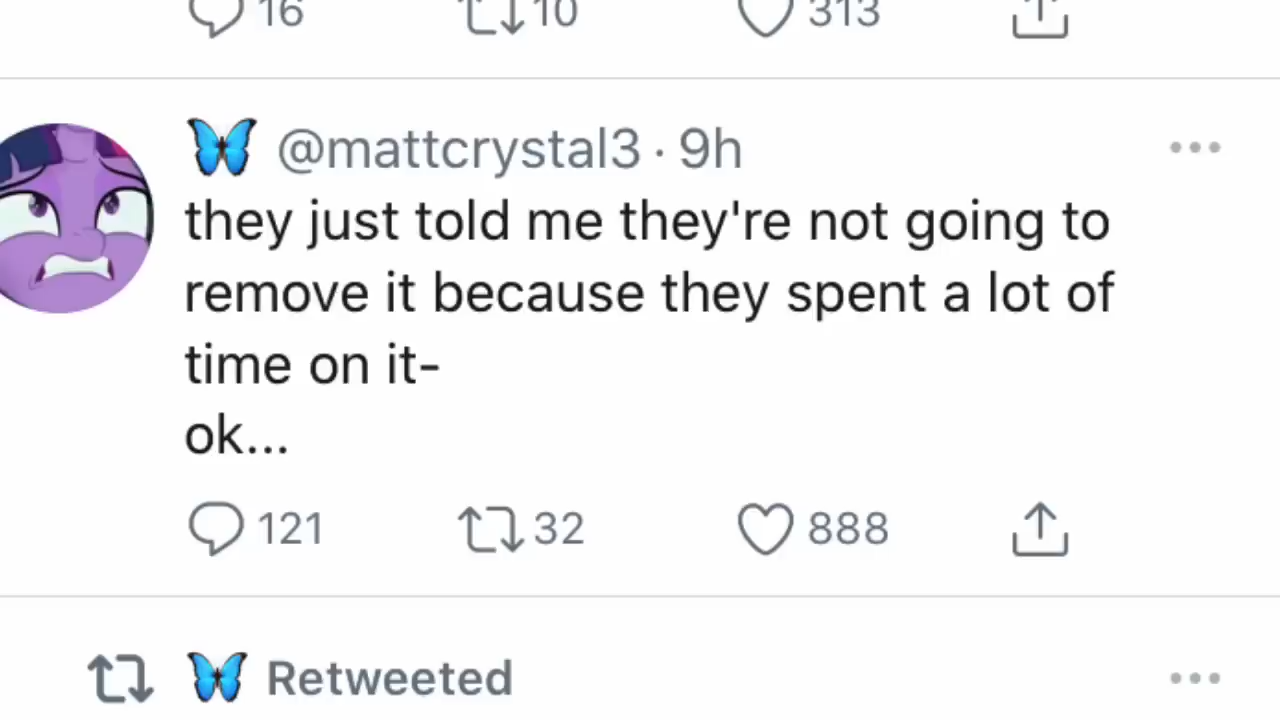 16 10 313
🦋 @mattcrystal3 · 9h
they just told me they're not going to
remove it because they spent a lot of
time on it-
ok...
121 32 888
🦋 Retweeted